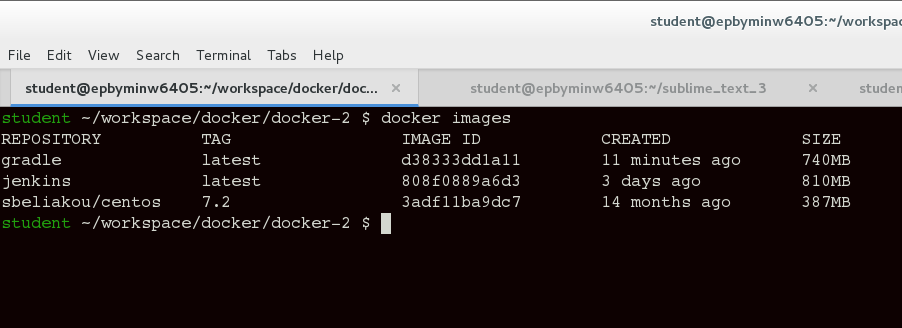 student@epbyminw6405:~/workspac
File Edit View Search Terminal Tabs Help
student@epbyminw6405:~/workspace/docker/doc... × student@epbyminw6405:~/sublime_text_3 × studen
student ~/workspace/docker/docker-2 $ docker images
REPOSITORY TAG IMAGE ID CREATED SIZE
gradle latest d38333dd1a11 11 minutes ago 740MB
jenkins latest 808f0889a6d3 3 days ago 810MB
sbeliakou/centos 7.2 3adf11ba9dc7 14 months ago 387MB
student ~/workspace/docker/docker-2 $